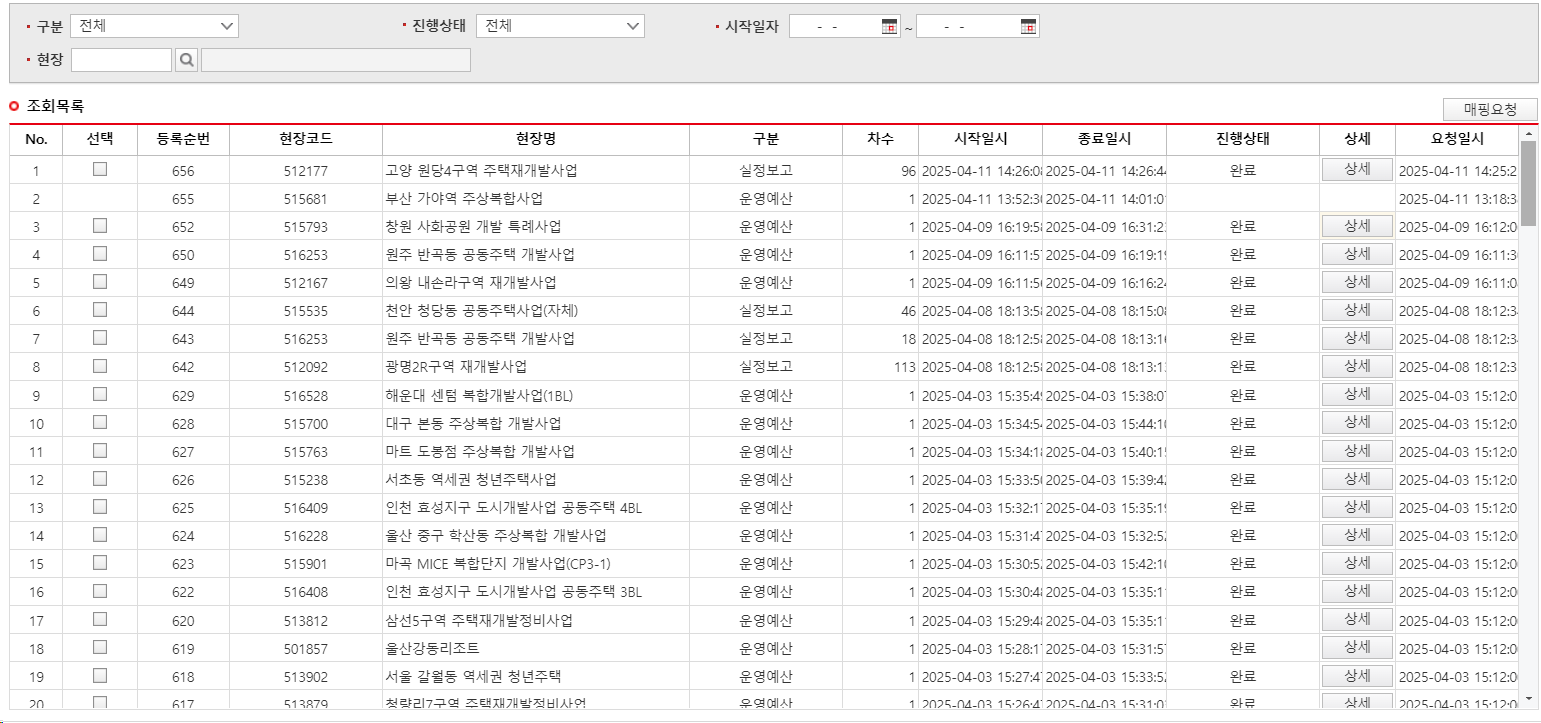 구분 전체 진행상태 전체 시작일자 - - ~ - -
현장
조회목록 매핑요청
No. 선택 등록순번 현장코드 현장명 구분 차수 시작일시 종료일시 진행상태 상세 요청일시
1 656 512177 고양 원당4구역 주택재개발사업 실정보고 96 2025-04-11 14:26:0 2025-04-11 14:26:4 완료 상세 2025-04-11 14:25:2
2 655 515681 부산 가야역 주상복합사업 운영예산 1 2025-04-11 13:52:3 2025-04-11 14:01:0 2025-04-11 13:18:3
3 652 515793 창원 사화공원 개발 특례사업 운영예산 1 2025-04-09 16:19:5 2025-04-09 16:31:2 완료 상세 2025-04-09 16:12:0
4 650 516253 원주 반곡동 공동주택 개발사업 운영예산 1 2025-04-09 16:11:5 2025-04-09 16:19:1 완료 상세 2025-04-09 16:11:3
5 649 512167 의왕 내손라구역 재개발사업 운영예산 1 2025-04-09 16:11:5 2025-04-09 16:16:2 완료 상세 2025-04-09 16:11:0
6 644 515535 천안 청당동 공동주택사업(자체) 실정보고 46 2025-04-08 18:13:5 2025-04-08 18:15:0 완료 상세 2025-04-08 18:12:3
7 643 516253 원주 반곡동 공동주택 개발사업 실정보고 18 2025-04-08 18:12:5 2025-04-08 18:13:1 완료 상세 2025-04-08 18:12:3
8 642 512092 광명2R구역 재개발사업 실정보고 113 2025-04-08 18:12:5 2025-04-08 18:13:1 완료 상세 2025-04-08 18:12:3
9 629 516528 해운대 센텀 복합개발사업(1BL) 운영예산 1 2025-04-03 15:35:4 2025-04-03 15:38:0 완료 상세 2025-04-03 15:12:0
10 628 515700 대구 본동 주상복합 개발사업 운영예산 1 2025-04-03 15:34:5 2025-04-03 15:44:1 완료 상세 2025-04-03 15:12:0
11 627 515763 마트 도봉점 주상복합 개발사업 운영예산 1 2025-04-03 15:34:1 2025-04-03 15:40:1 완료 상세 2025-04-03 15:12:0
12 626 515238 서초동 역세권 청년주택사업 운영예산 1 2025-04-03 15:33:5 2025-04-03 15:39:4 완료 상세 2025-04-03 15:12:0
13 625 516409 인천 효성지구 도시개발사업 공동주택 4BL 운영예산 1 2025-04-03 15:32:1 2025-04-03 15:35:1 완료 상세 2025-04-03 15:12:0
14 624 516228 울산 중구 학산동 주상복합 개발사업 운영예산 1 2025-04-03 15:31:4 2025-04-03 15:32:5 완료 상세 2025-04-03 15:12:0
15 623 515901 마곡 MICE 복합단지 개발사업(CP3-1) 운영예산 1 2025-04-03 15:30:5 2025-04-03 15:42:1 완료 상세 2025-04-03 15:12:0
16 622 516408 인천 효성지구 도시개발사업 공동주택 3BL 운영예산 1 2025-04-03 15:30:4 2025-04-03 15:35:1 완료 상세 2025-04-03 15:12:0
17 620 513812 삼선5구역 주택재개발정비사업 운영예산 1 2025-04-03 15:29:4 2025-04-03 15:35:1 완료 상세 2025-04-03 15:12:0
18 619 501857 울산강동리조트 운영예산 1 2025-04-03 15:28:1 2025-04-03 15:31:5 완료 상세 2025-04-03 15:12:0
19 618 513902 서울 갈월동 역세권 청년주택 운영예산 1 2025-04-03 15:27:4 2025-04-03 15:33:5 완료 상세 2025-04-03 15:12:0
20 617 513879 청량리7구역 주택재개발정비사업 운영예산 1 2025-04-03 15:26:4 2025-04-03 15:31:0 완료 상세 2025-04-03 15:12:0